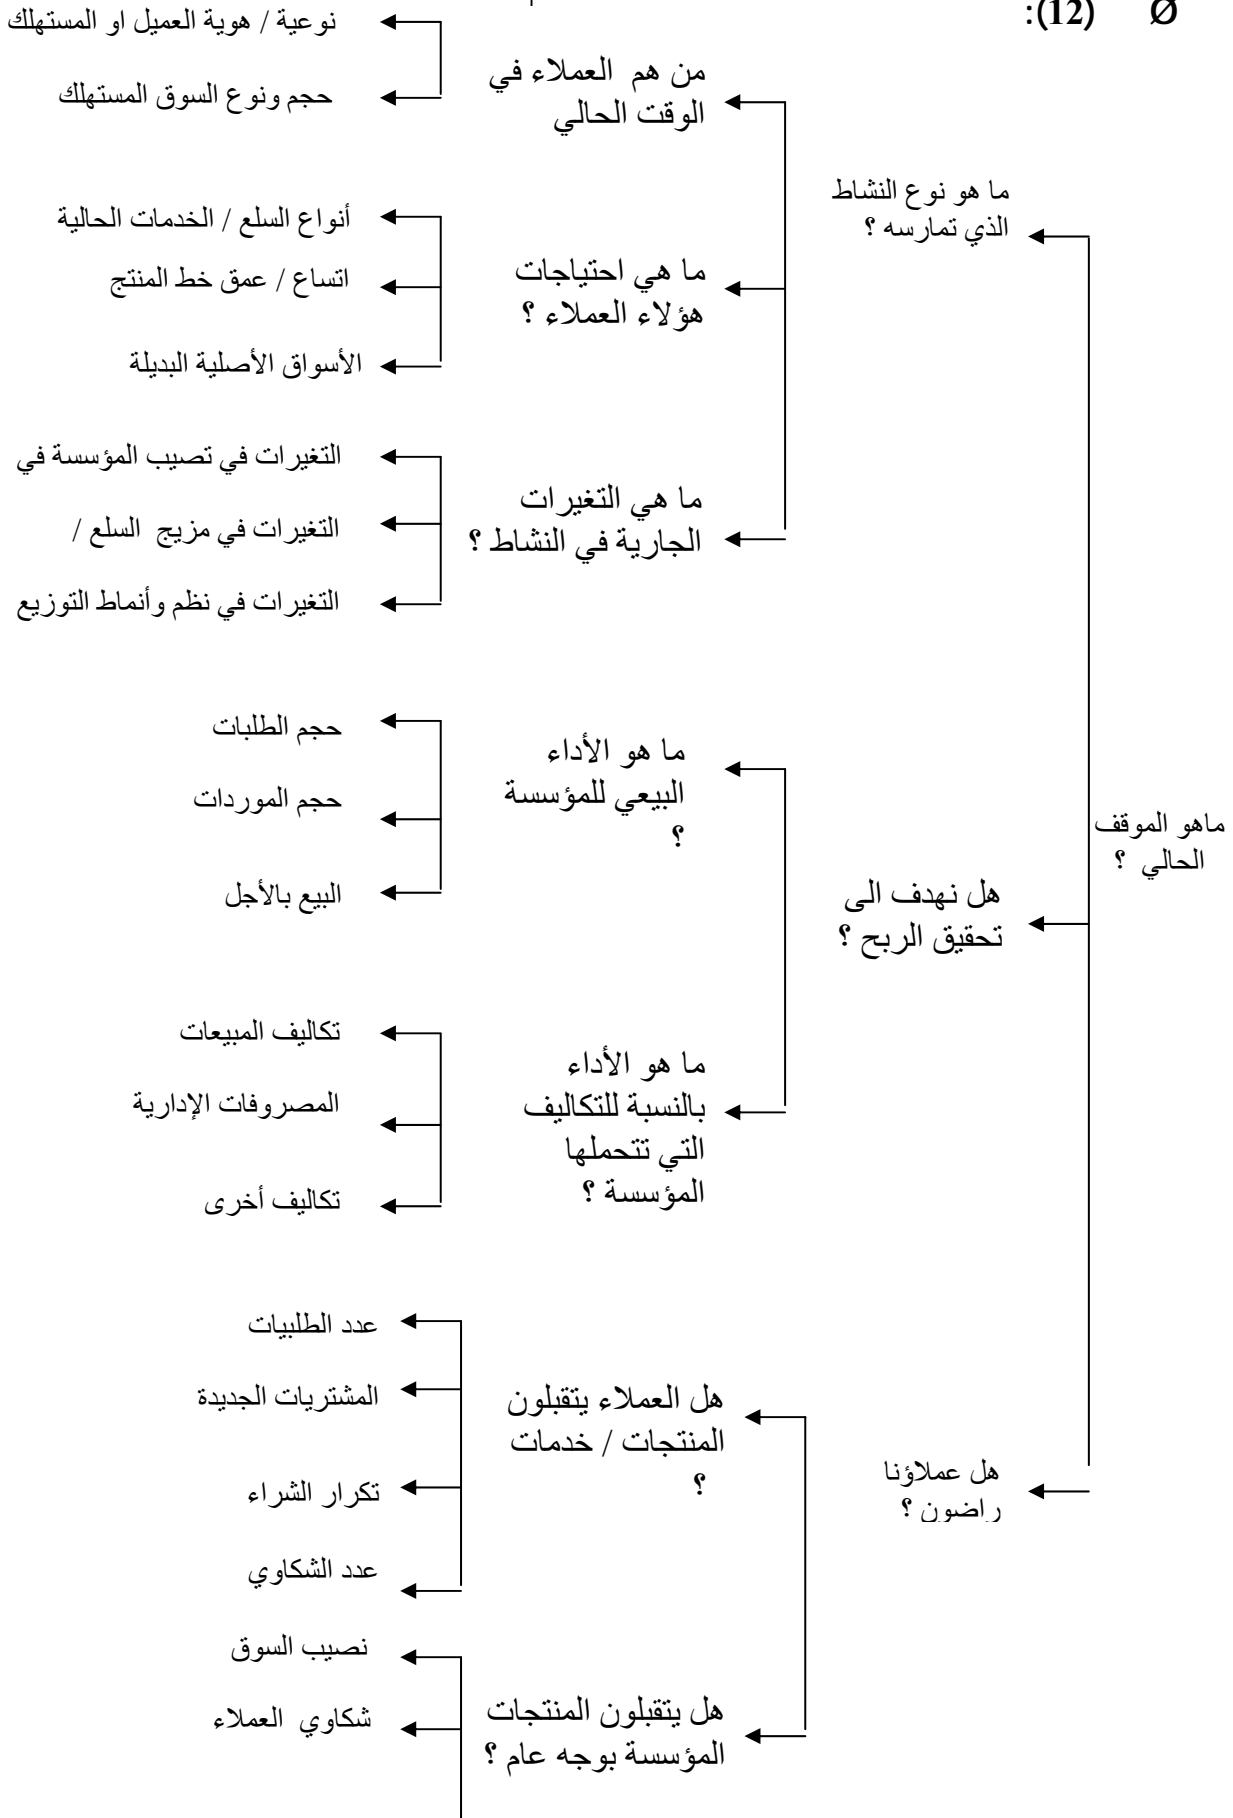 Ø (12):
ماهو الموقف
الحالي ؟
ما هو نوع النشاط
الذي تمارسه ؟
من هم العملاء في
الوقت الحالي
نوعية / هوية العميل او المستهلك
حجم ونوع السوق المستهلك
ما هي احتياجات
هؤلاء العملاء ؟
أنواع السلع / الخدمات الحالية
اتساع / عمق خط المنتج
الأسواق الأصلية البديلة
ما هي التغيرات
الجارية في النشاط ؟
التغيرات في تصيب المؤسسة في
التغيرات في مزيج السلع /
التغيرات في نظم وأنماط التوزيع
هل نهدف الى
تحقيق الربح ؟
ما هو الأداء
البيعي للمؤسسة
؟
حجم الطلبات
حجم الموردات
البيع بالأجل
ما هو الأداء
بالنسبة للتكاليف
التي تتحملها
المؤسسة ؟
تكاليف المبيعات
المصروفات الإدارية
تكاليف أخرى
هل عملاؤنا
راضون ؟
هل العملاء يتقبلون
المنتجات / خدمات
؟
عدد الطلبيات
المشتريات الجديدة
تكرار الشراء
عدد الشكاوي
هل يتقبلون المنتجات
المؤسسة بوجه عام ؟
نصيب السوق
شكاوي العملاء